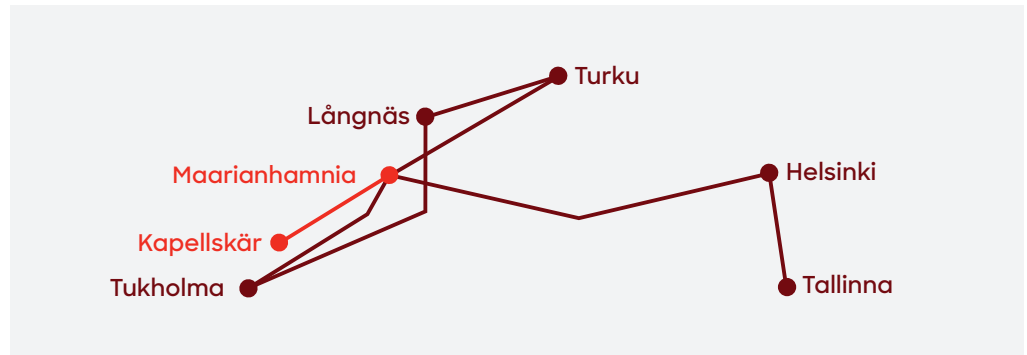 Turku
Långnäs
Maarianhamnia
Helsinki
Kapellskär
Tukholma
Tallinna